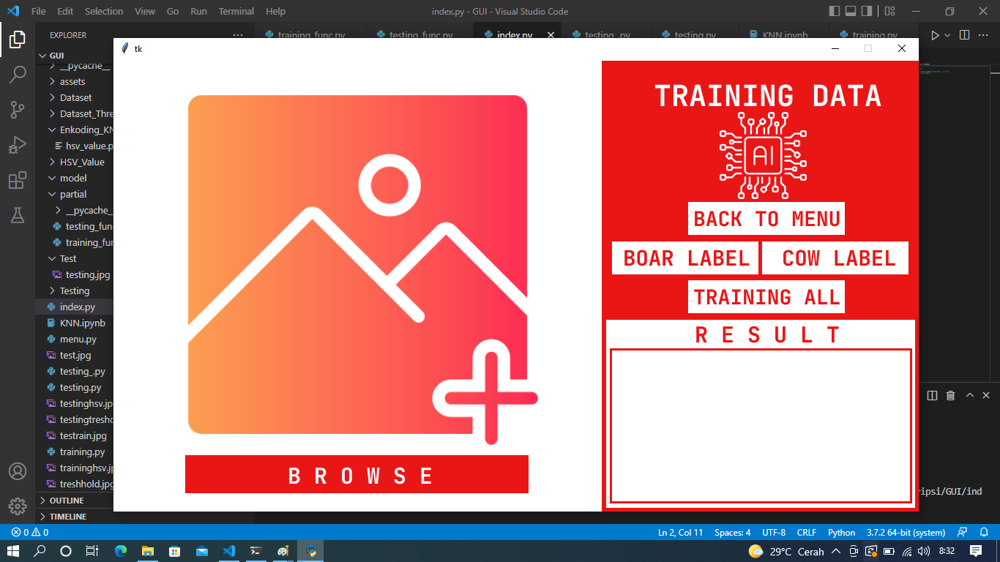 File Edit Selection View Go Run Terminal Help
index.py - GUI - Visual Studio Code
EXPLORER
training_func.py testing_func.py index.py testing_.py testing.py KNN.ipynb training.py
tk
GUI
__pycache__
assets
Dataset
Dataset_Thre
Enkoding_KN
hsv_value.p
HSV_Value
model
partial
__pycache__
testing_fun
training_fun
Test
testing.jpg
Testing
index.py
KNN.ipynb
menu.py
test.jpg
testing_.py
testing.py
testinghsv.jp
testingtresho
testrain.jpg
training.py
traininghsv.jp
treshhold.jpg
OUTLINE
TIMELINE
BROWSE
TRAINING DATA
AI
BACK TO MENU
BOAR LABEL COW LABEL
TRAINING ALL
RESULT
ripsi/GUI/ind
0 0
Ln 2, Col 11 Spaces: 4 UTF-8 CRLF Python 3.7.2 64-bit (system)
29°C Cerah 8:32